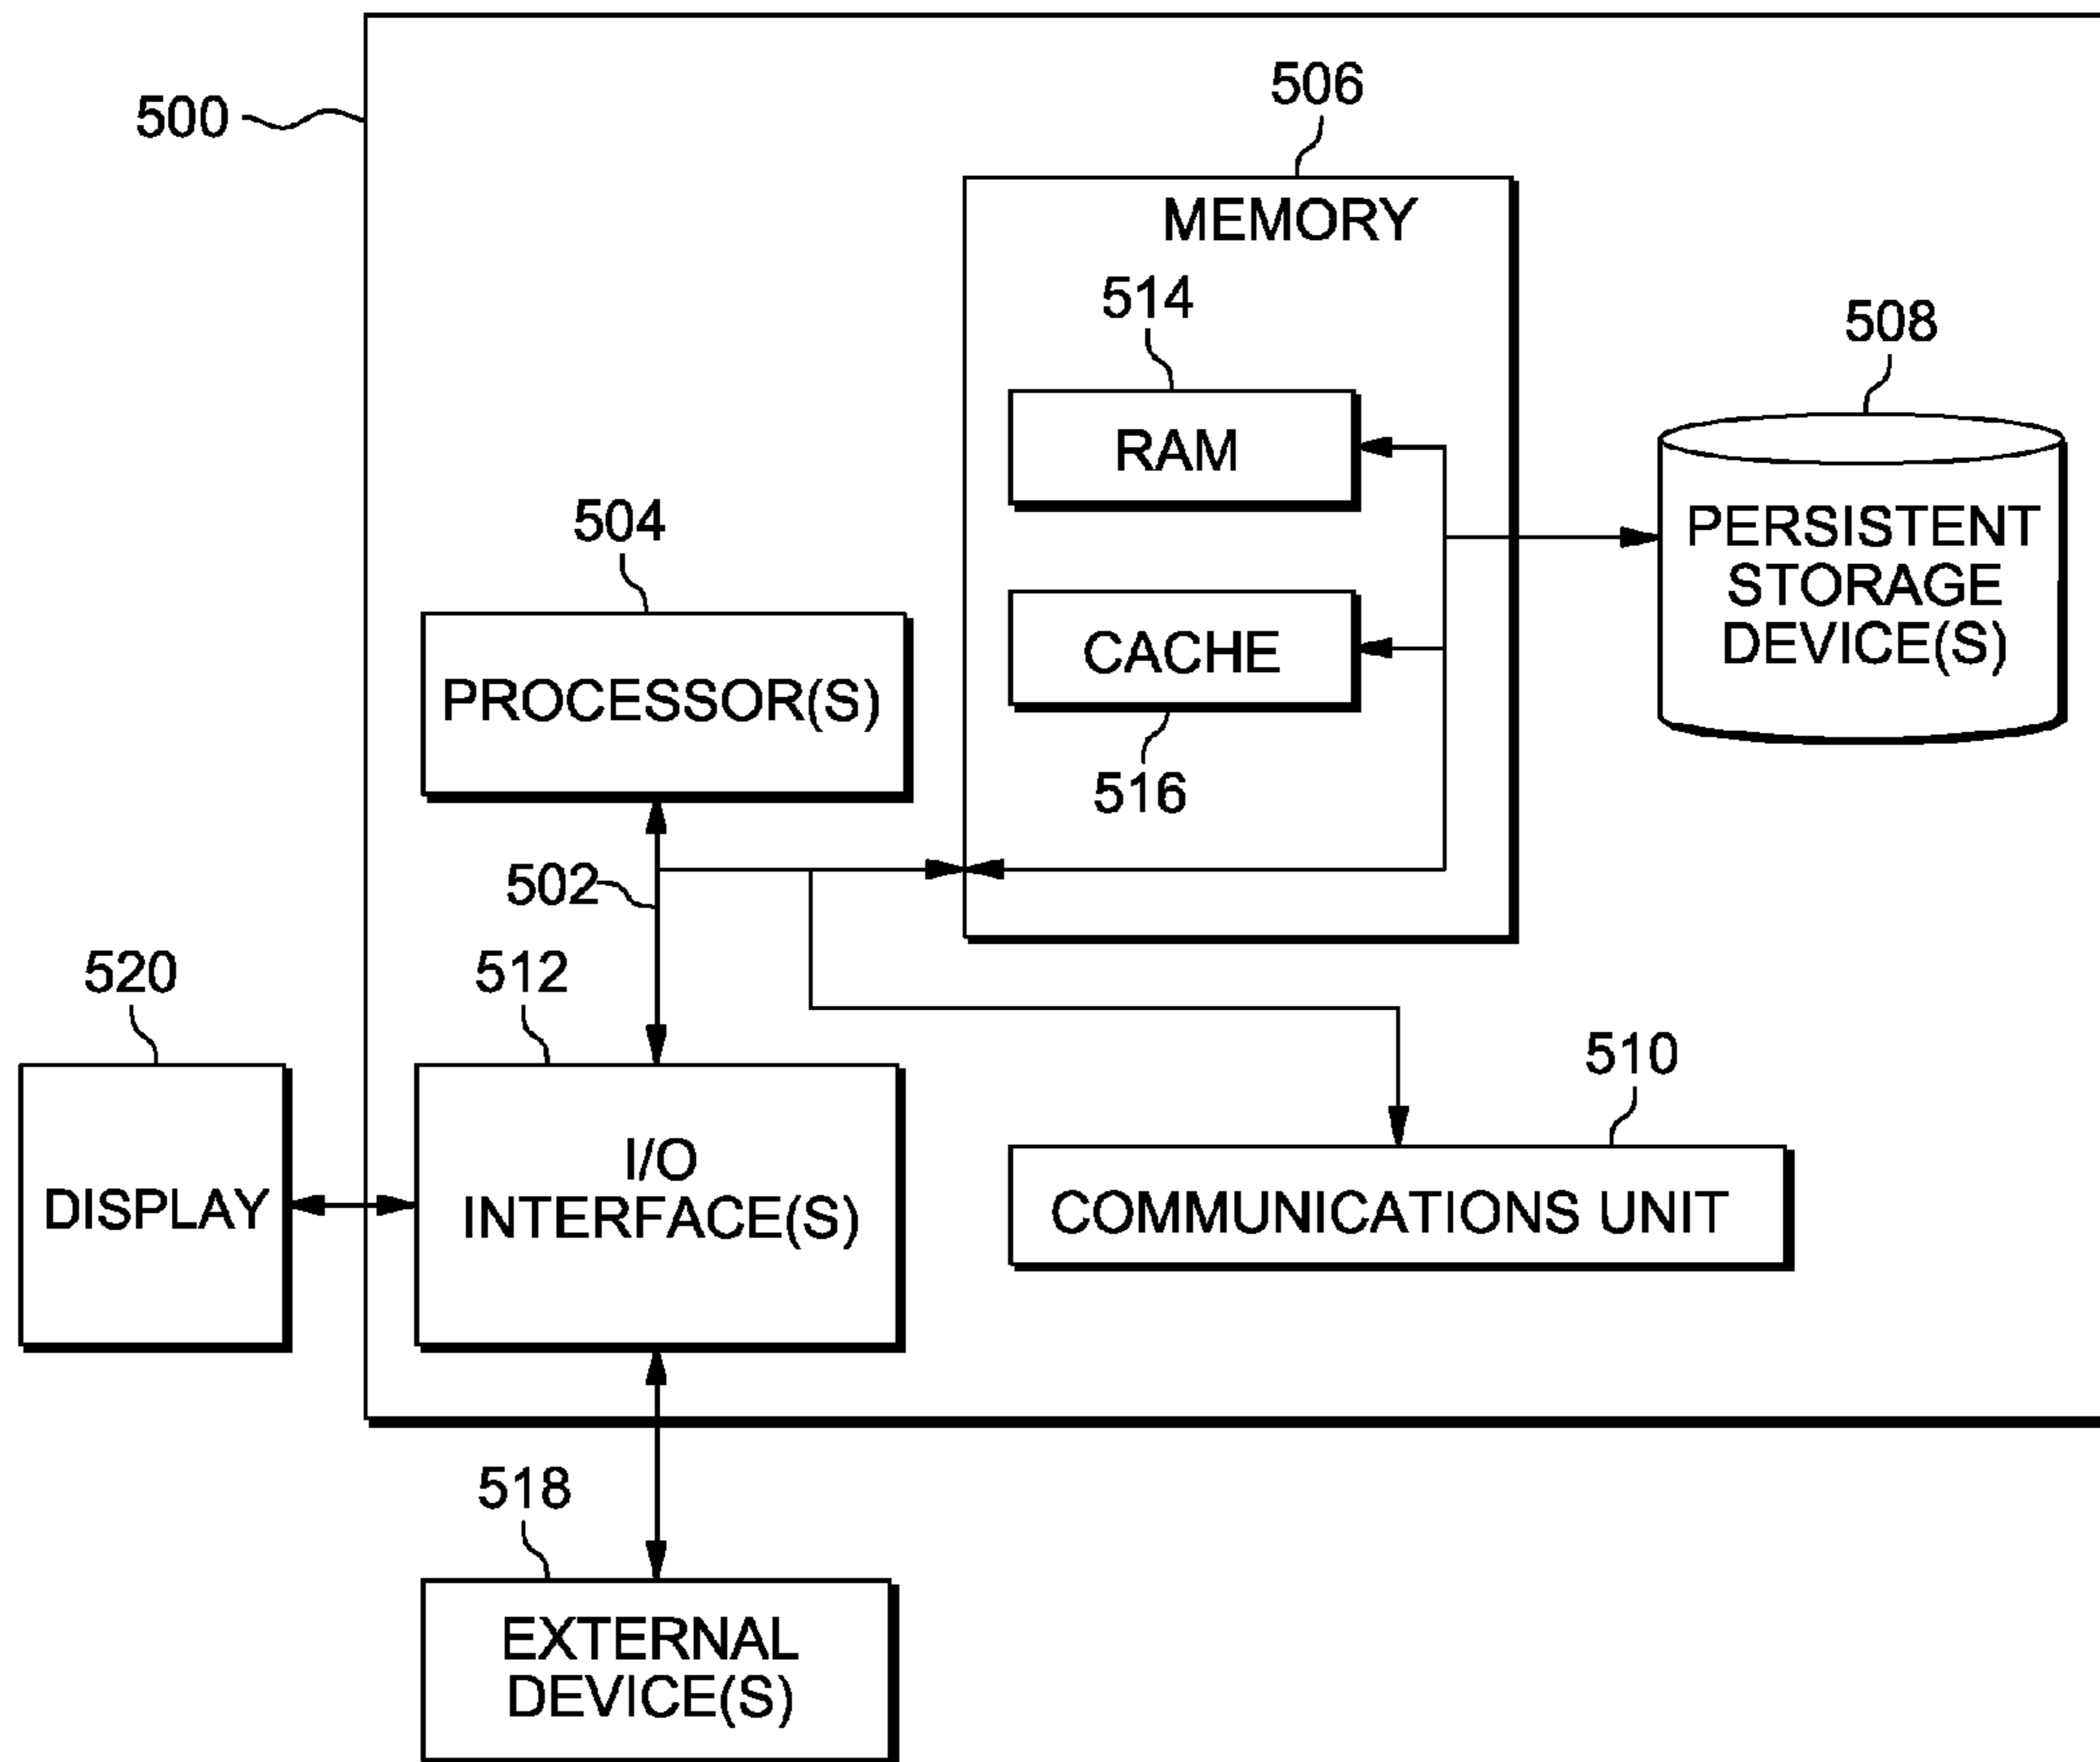 500
506
MEMORY
514
RAM
508
PERSISTENT
STORAGE
DEVICE(S)
504
PROCESSOR(S)
CACHE
516
502
520
DISPLAY
512
I/O
INTERFACE(S)
510
COMMUNICATIONS UNIT
518
EXTERNAL
DEVICE(S)